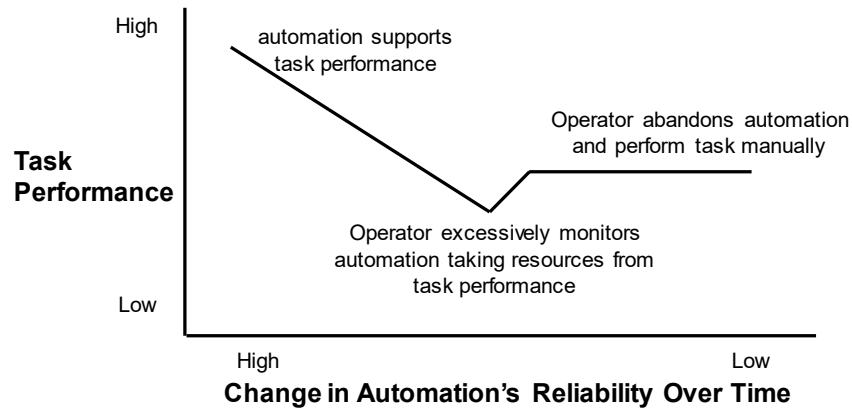 High
automation supports
task performance
Operator abandons automation
and perform task manually
Task
Performance
Operator excessively monitors
automation taking resources from
task performance
Low
High
Low
Change in Automation's Reliability Over Time